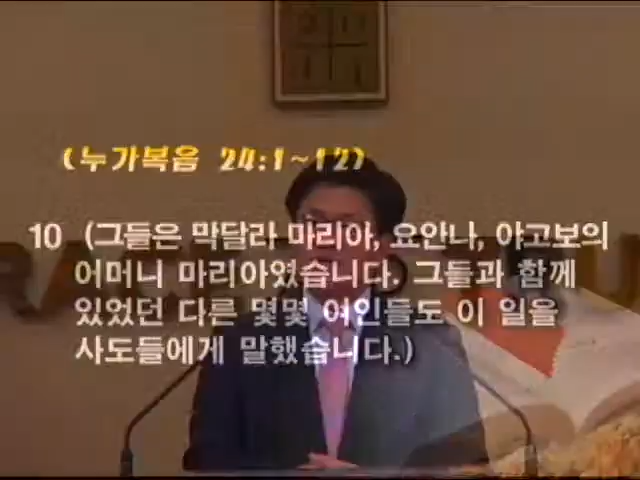 (누가복음 24:1~12)
10 (그들은 막달라 마리아, 요안나, 야고보의
어머니 마리아였습니다. 그들과 함께
있었던 다른 몇몇 여인들도 이 일을
사도들에게 말했습니다.)